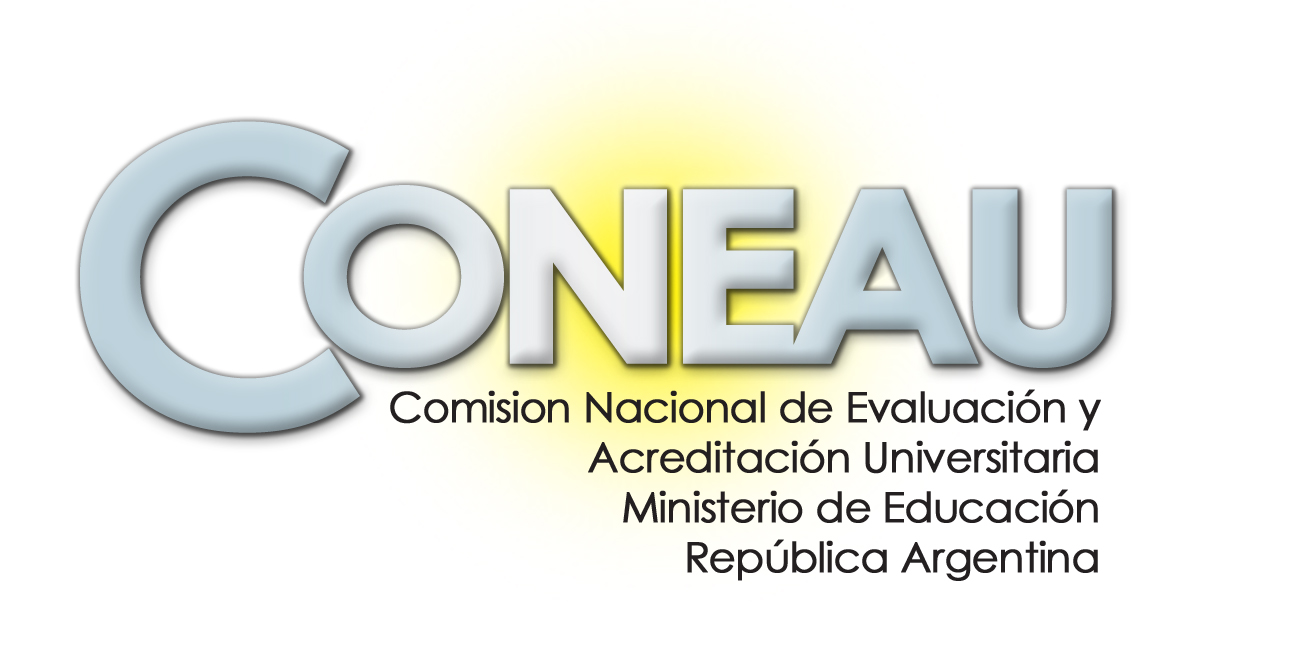 CONEAU
Comision Nacional de Evaluación y
Acreditación Universitaria
Ministerio de Educación
República Argentina